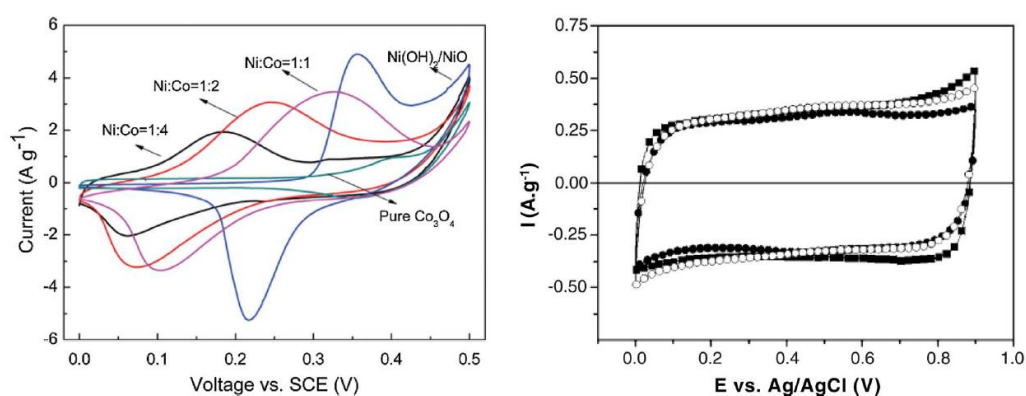 6
4
2
0
-2
-4
-6
Current (A g⁻¹)
0.0 0.1 0.2 0.3 0.4 0.5
Voltage vs. SCE (V)
Ni(OH)₂/NiO
Ni:Co=1:1
Ni:Co=1:2
Ni:Co=1:4
Pure Co₃O₄
0.75
0.50
0.25
0.00
-0.25
-0.50
I (A.g⁻¹)
0.0 0.2 0.4 0.6 0.8 1.0
E vs. Ag/AgCl (V)